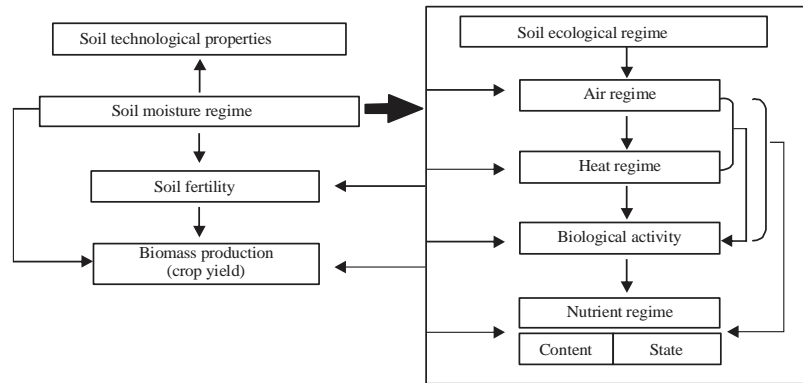 Soil technological properties
Soil moisture regime
Soil fertility
Biomass production
(crop yield)
Soil ecological regime
Air regime
Heat regime
Biological activity
Nutrient regime
Content
State